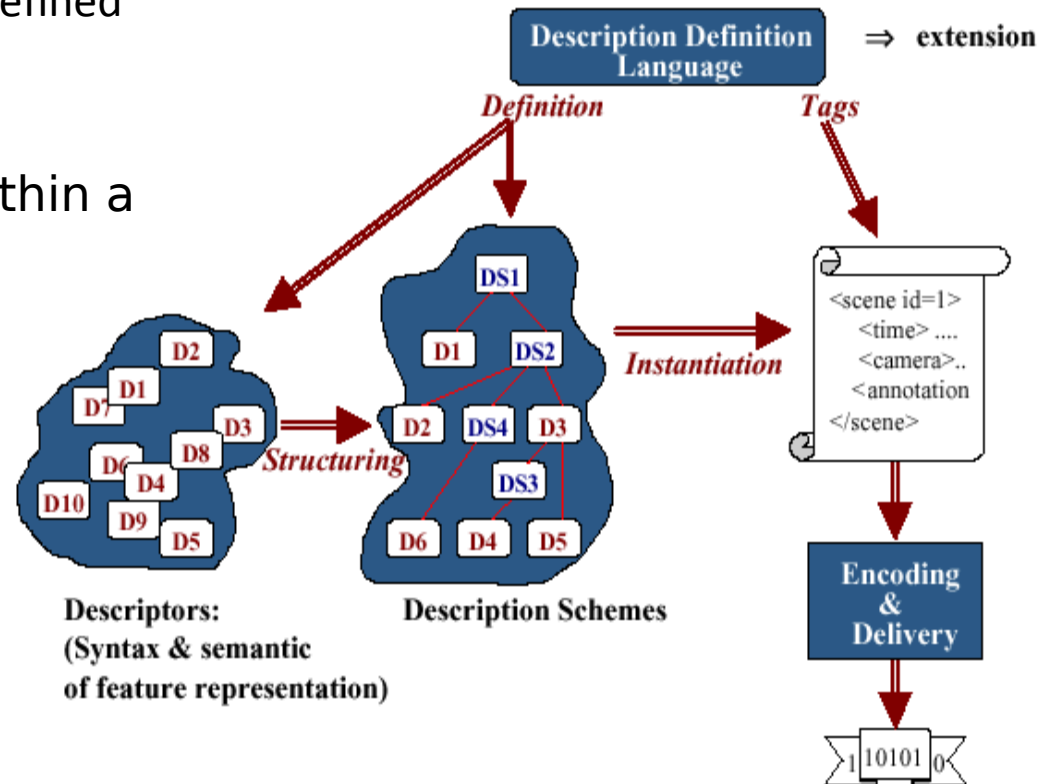 efined
Description Definition
Language
⇒ extension
Definition
Tags
thin a
DS1
D1
DS2
D2
DS4
D3
DS3
D6
D4
D5
D2
D1
D7
D3
D8
D6
D4
D10
D9
D5
Structuring
Instantiation
<scene id=1>
<time> ....
<camera>..
<annotation
</scene>
Descriptors:
(Syntax & semantic
of feature representation)
Description Schemes
Encoding
&
Delivery
1 10101 0